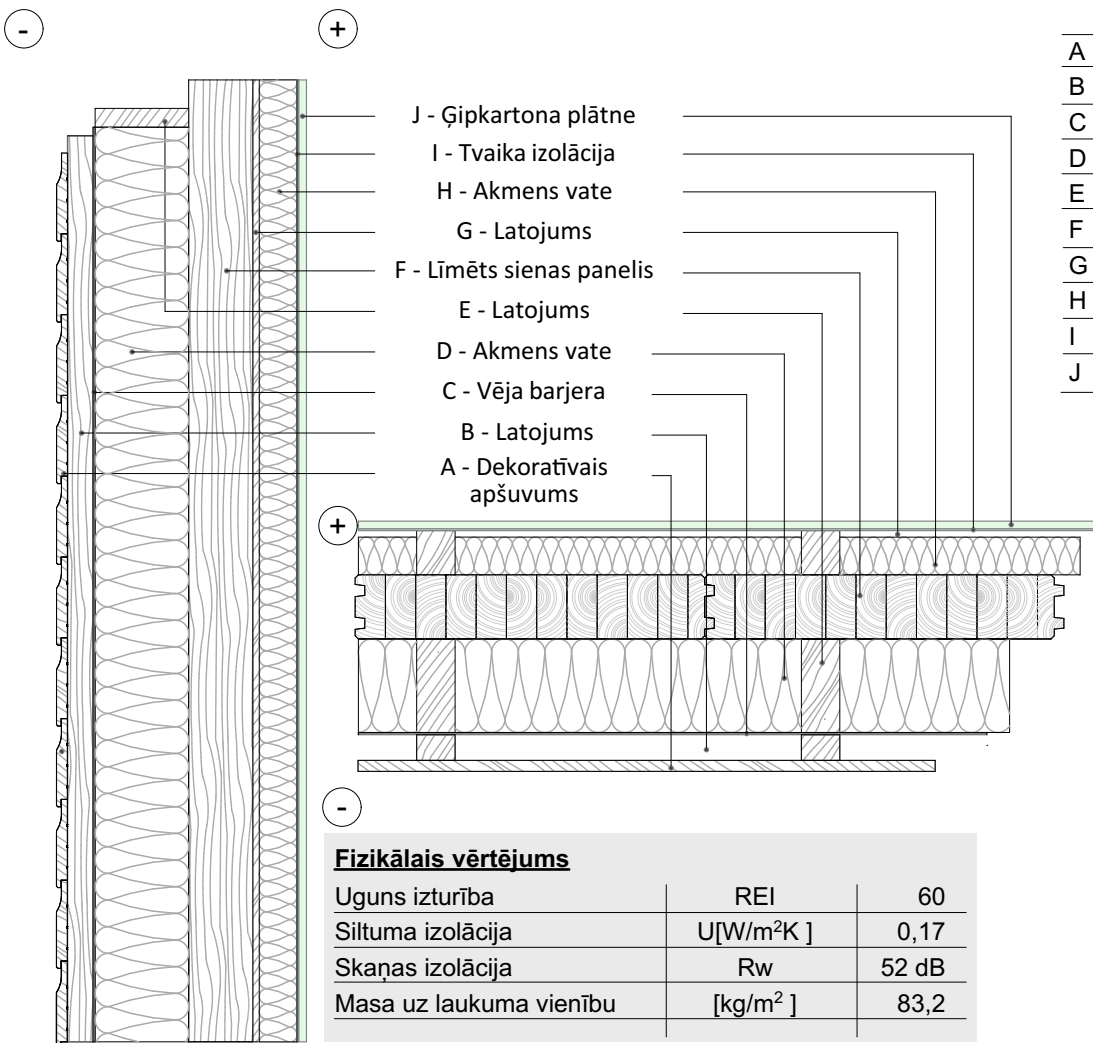 -
+
J - Ģipkartona plātne
I - Tvaika izolācija
H - Akmens vate
G - Latojums
F - Līmēts sienas panelis
E - Latojums
D - Akmens vate
C - Vēja barjera
B - Latojums
A - Dekoratīvais
apšuvums
A
B
C
D
E
F
G
H
I
J
+
-
Fizikālais vērtējums
Uguns izturība REI 60
Siltuma izolācija U[W/m²K ] 0,17
Skaņas izolācija Rw 52 dB
Masa uz laukuma vienību [kg/m² ] 83,2